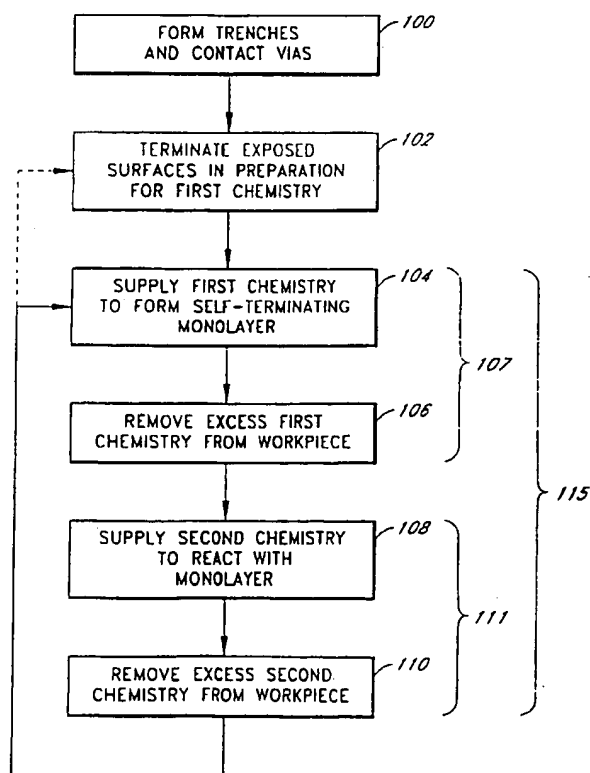 100
FORM TRENCHES
AND CONTACT VIAS
102
TERMINATE EXPOSED
SURFACES IN PREPARATION
FOR FIRST CHEMISTRY
104
SUPPLY FIRST CHEMISTRY
TO FORM SELF-TERMINATING
MONOLAYER
107
106
REMOVE EXCESS FIRST
CHEMISTRY FROM WORKPIECE
115
108
SUPPLY SECOND CHEMISTRY
TO REACT WITH
MONOLAYER
111
110
REMOVE EXCESS SECOND
CHEMISTRY FROM WORKPIECE